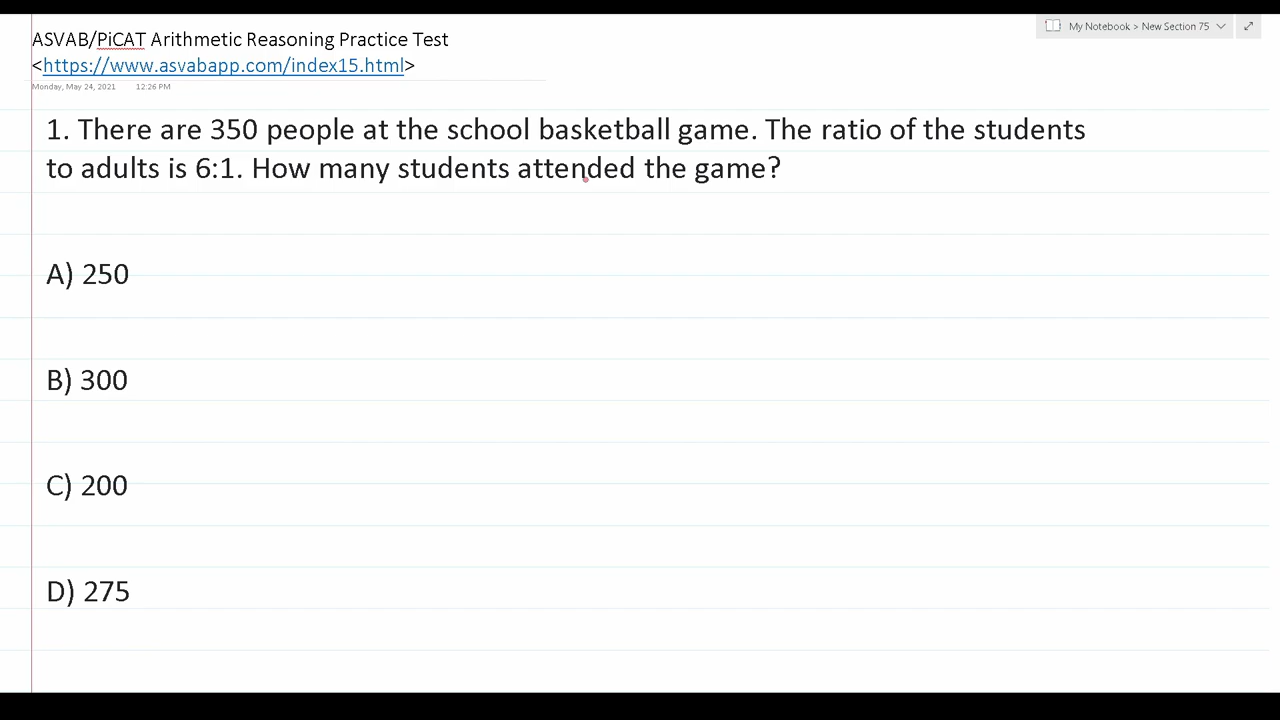 ASVAB/PiCAT Arithmetic Reasoning Practice Test
My Notebook > New Section 75
<https://www.asvabapp.com/index15.html>
Monday, May 24, 2021 12:26 PM
1. There are 350 people at the school basketball game. The ratio of the students
to adults is 6:1. How many students attended the game?
A) 250
B) 300
C) 200
D) 275